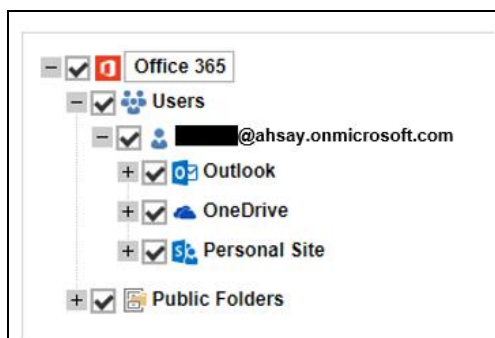 Office 365
Users
@ahsay.onmicrosoft.com
Outlook
OneDrive
Personal Site
Public Folders